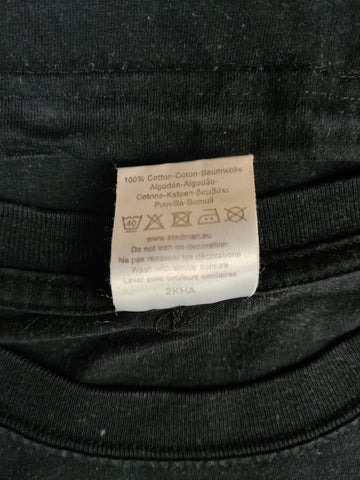 100% Cotton-Coton-Baumwolle
Algodón-Algodão-
Cotone-Katoen-βαμβάκι
Puuvilla-Bomull
40
www.stedman.eu
Do not iron on decoration
Ne pas repasser les décorations
Wash with similar colours
Laver avec couleurs similaires
2KHA